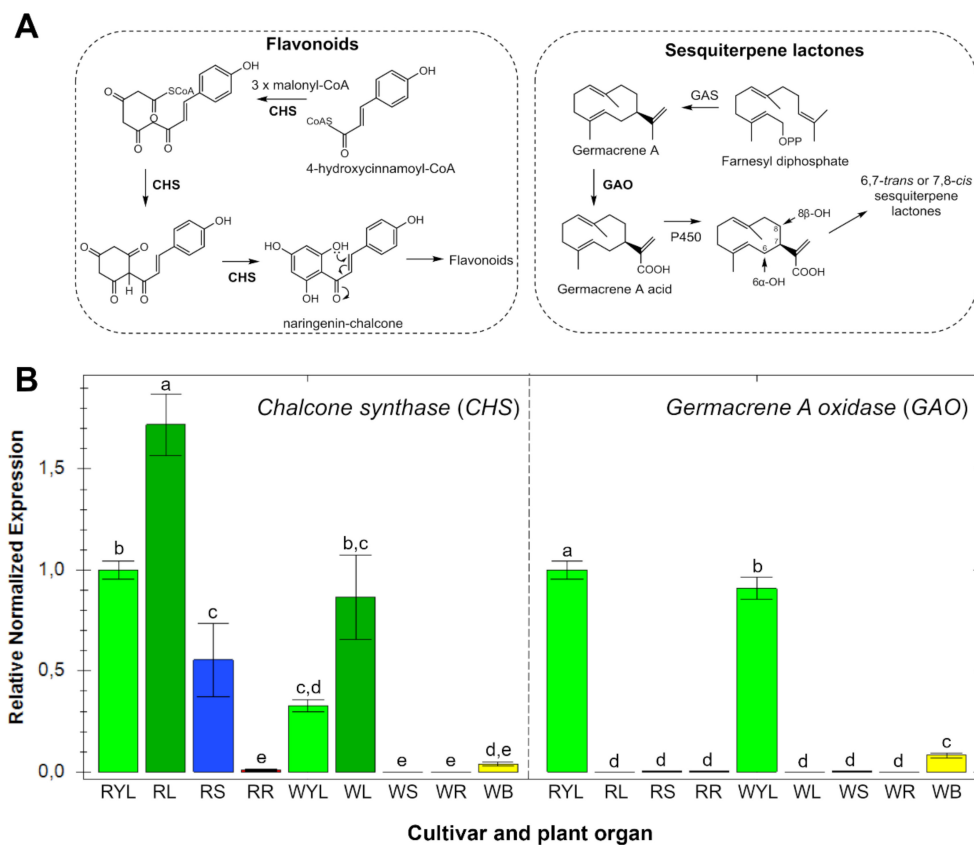 A
Flavonoids
OH
SCoA
O
O
O
O
3 x malonyl-CoA
CHS
OH
CoAS
O
4-hydroxycinnamoyl-CoA
CHS
OH
O
O
O
H
O
CHS
OH
HO
OH
OH
O
naringenin-chalcone
Flavonoids
Sesquiterpene lactones
GAS
OPP
Germacrene A
Farnesyl diphosphate
GAO
6,7-trans or 7,8-cis
sesquiterpene
lactones
P450
8β-OH
8
7
6
COOH
COOH
Germacrene A acid
6α-OH
B
Chalcone synthase (CHS)
Germacrene A oxidase (GAO)
Relative Normalized Expression
1,5
1,0
0,5
0,0
b
a
c
e
c,d
b,c
e
e
d,e
a
d
d
d
b
d
d
d
c
RYL RL RS RR WYL WL WS WR WB RYL RL RS RR WYL WL WS WR WB
Cultivar and plant organ